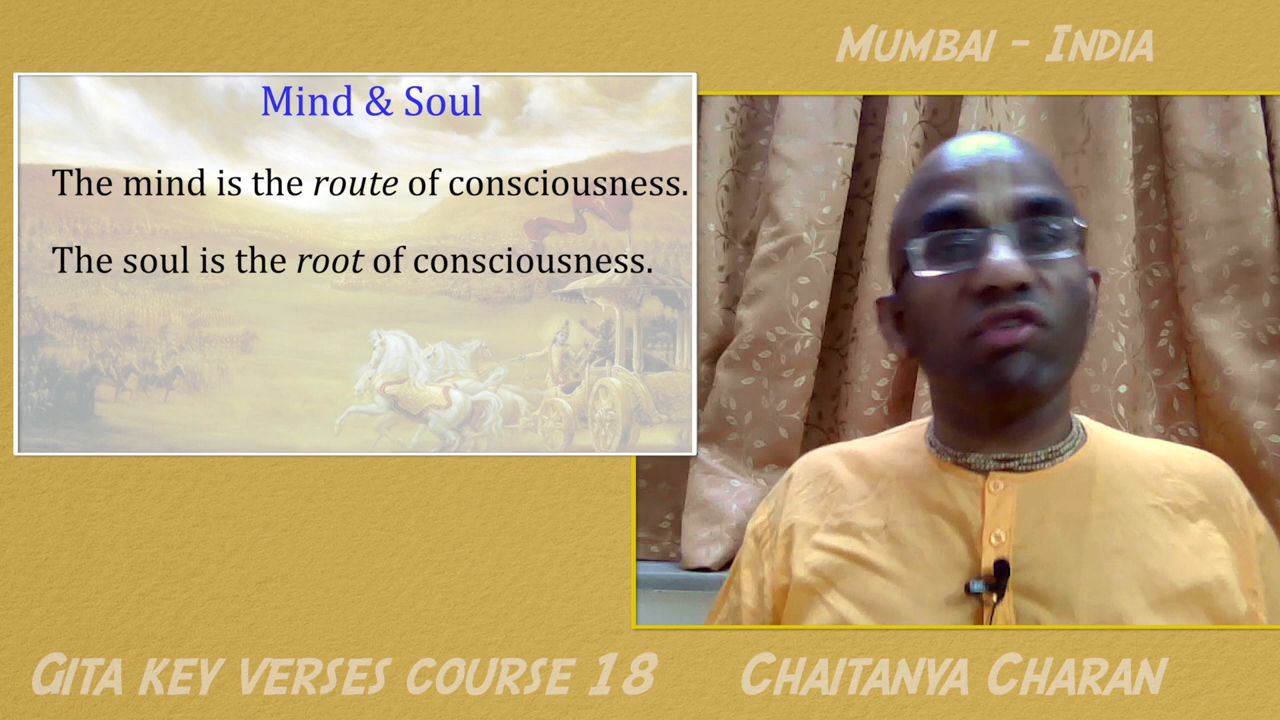 Mumbai - India
Mind & Soul
The mind is the route of consciousness.
The soul is the root of consciousness.
Gita key verses course 18
Chaitanya Charan